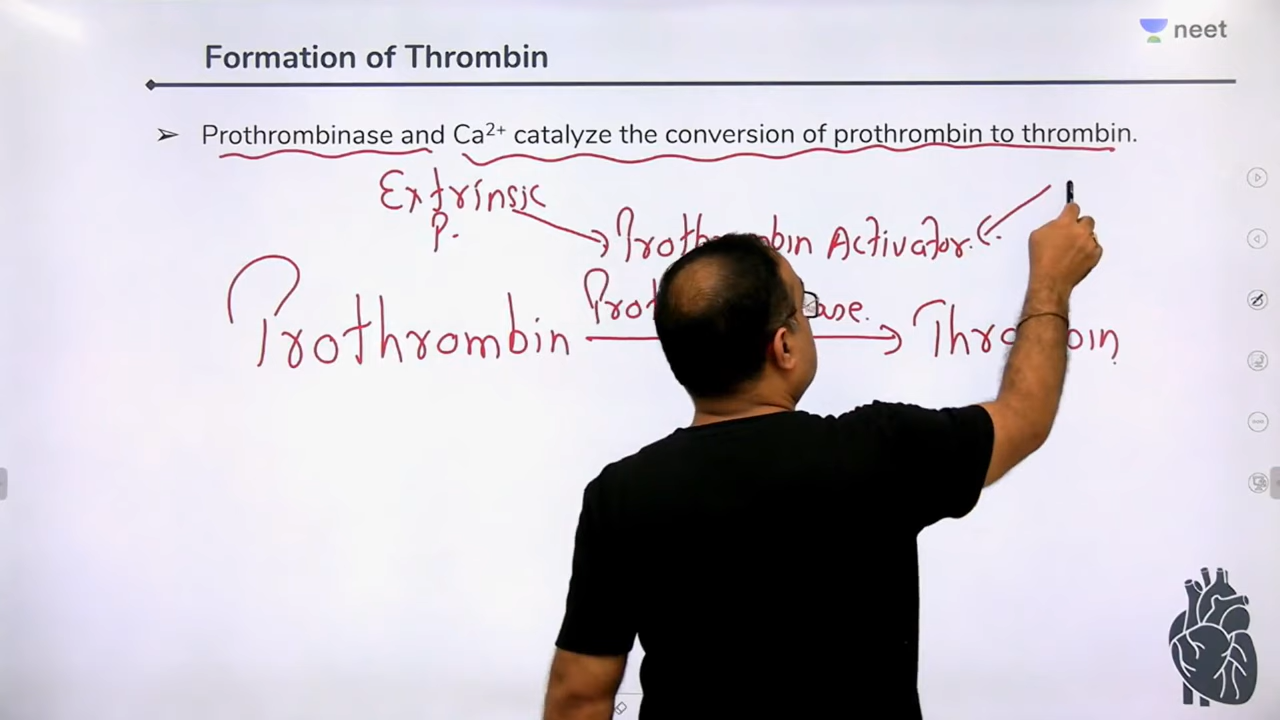 neet
Formation of Thrombin
➢ Prothrombinase and Ca²⁺ catalyze the conversion of prothrombin to thrombin.
Extrinsic
P.
Activator.
Prothrombin